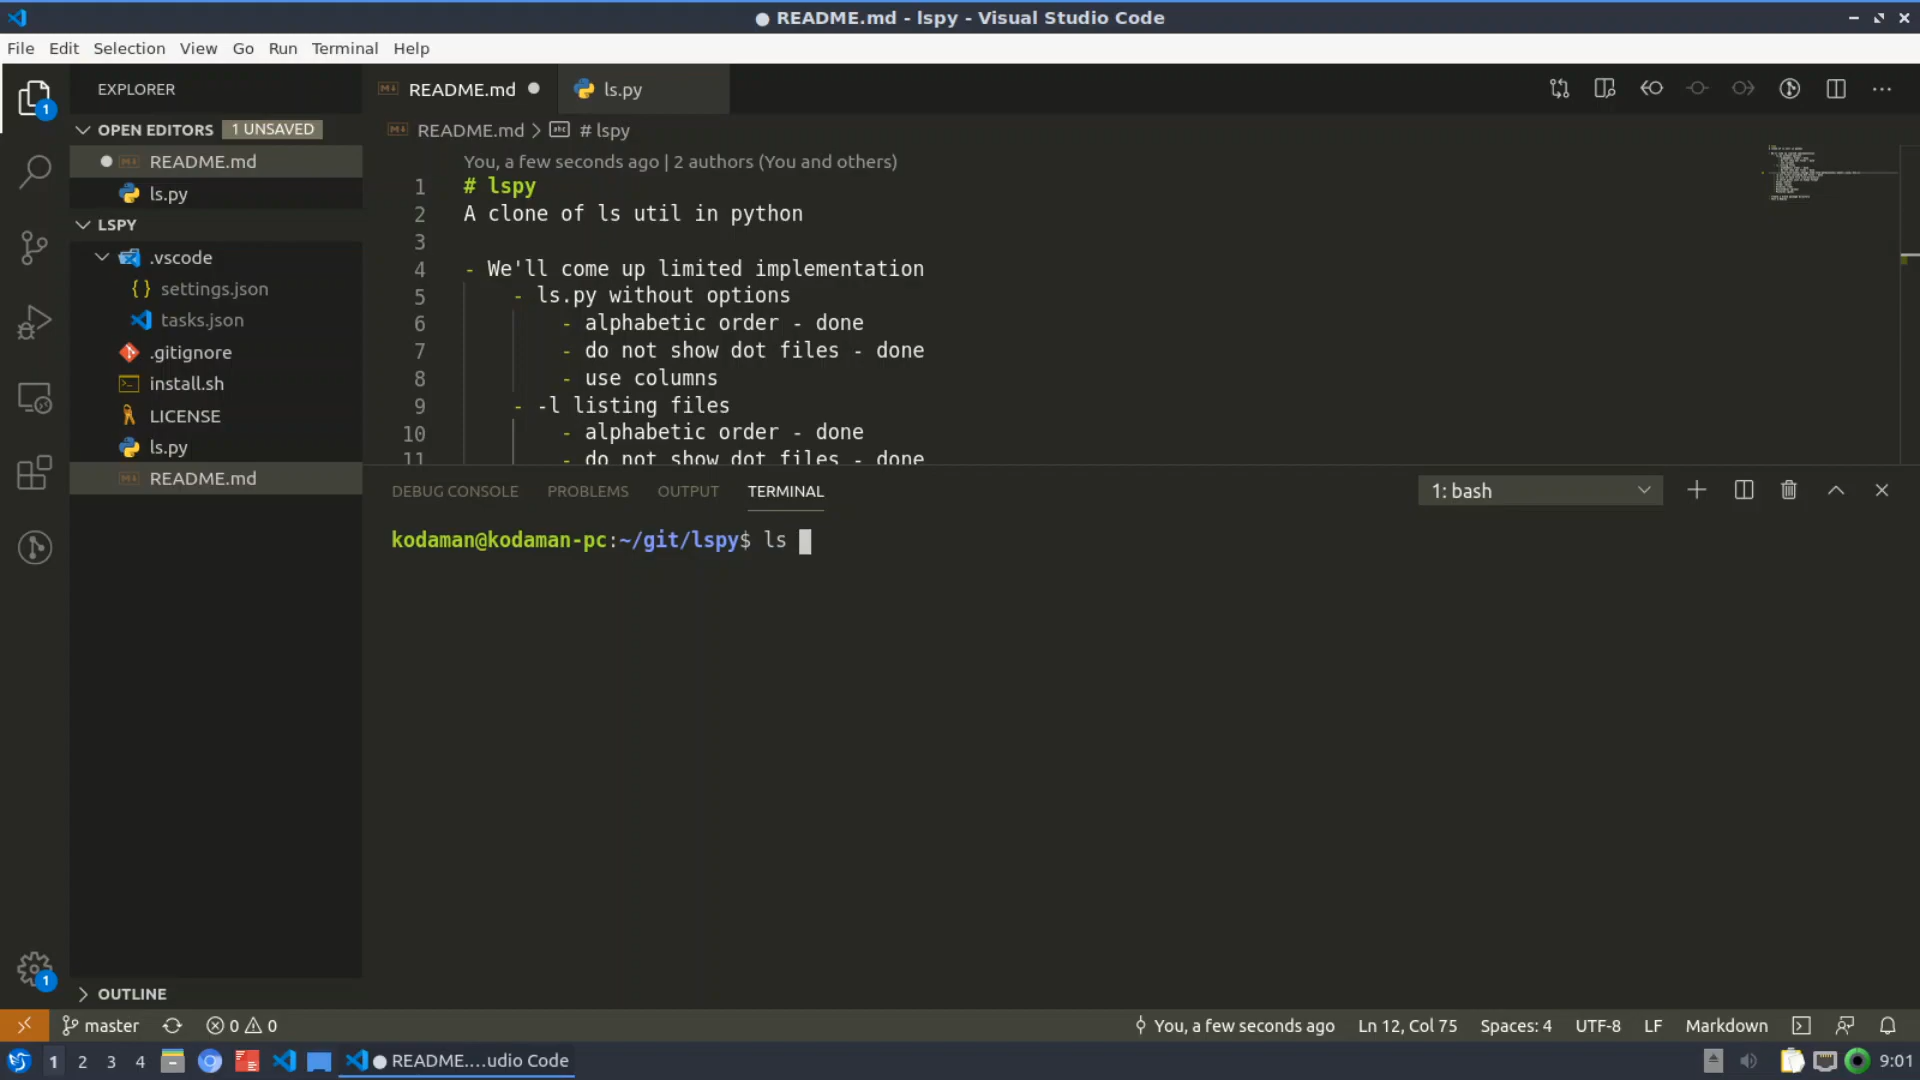 ● README.md - lspy - Visual Studio Code
File Edit Selection View Go Run Terminal Help
1
EXPLORER
OPEN EDITORS 1 UNSAVED
README.md
ls.py
LSPY
.vscode
settings.json
tasks.json
.gitignore
install.sh
LICENSE
ls.py
README.md
OUTLINE
1
README.md ls.py
README.md > # lspy
You, a few seconds ago | 2 authors (You and others)
1 # lspy
2 A clone of ls util in python
3
4 - We'll come up limited implementation
5 - ls.py without options
6 - alphabetic order - done
7 - do not show dot files - done
8 - use columns
9 - -l listing files
10 - alphabetic order - done
11 - do not show dot files - done
DEBUG CONSOLE PROBLEMS OUTPUT TERMINAL 1: bash
kodaman@kodaman-pc:~/git/lspy$ ls
master 0 0 You, a few seconds ago Ln 12, Col 75 Spaces: 4 UTF-8 LF Markdown
1 2 3 4 ● README....udio Code 9:01